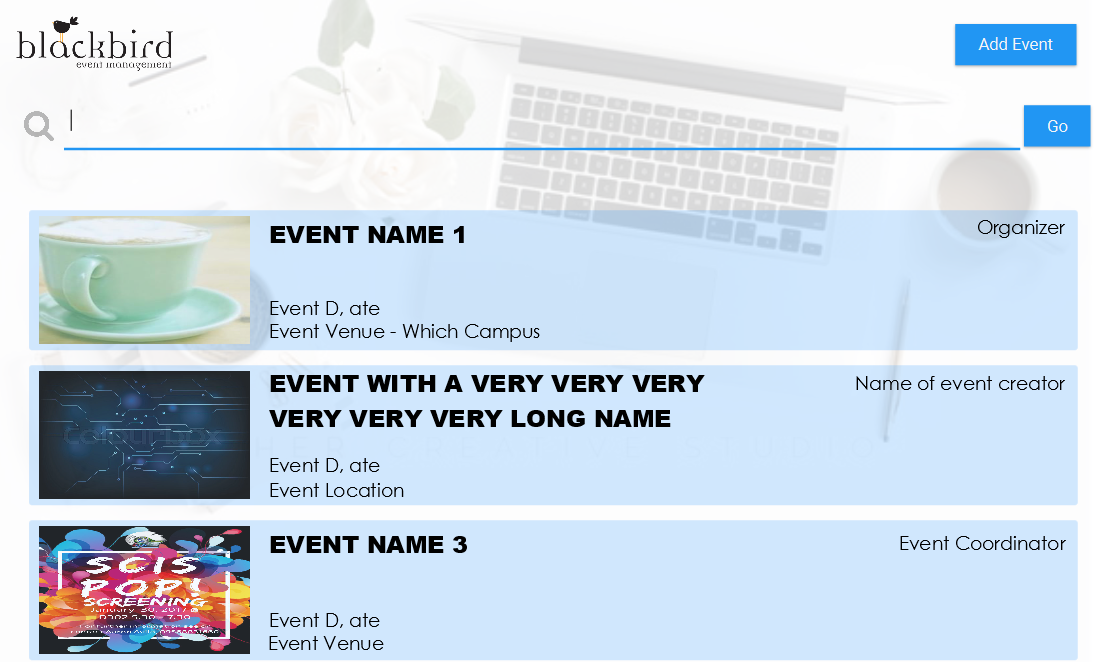 blackbird
event management
Add Event
Go
EVENT NAME 1
Organizer
Event D, ate
Event Venue - Which Campus
EVENT WITH A VERY VERY VERY
VERY VERY VERY LONG NAME
Name of event creator
Event D, ate
Event Location
EVENT NAME 3
Event Coordinator
SCIS
POP!
SCREENING
January 30, 2017 @
Event D, ate
Event Venue